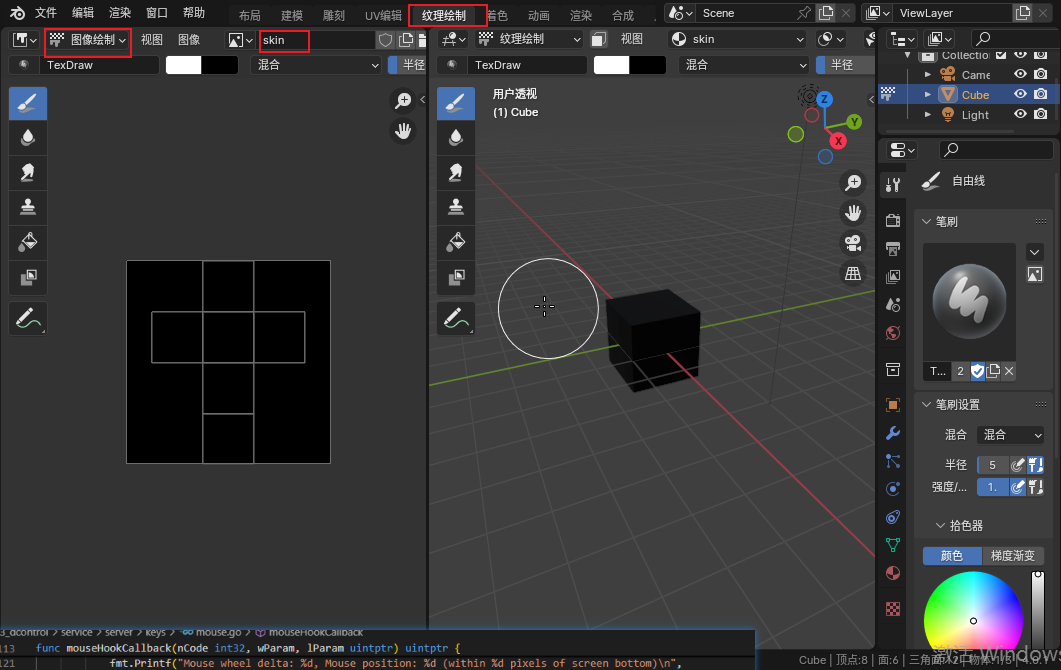 文件 编辑 渲染 窗口 帮助 布局 建模 雕刻 UV编辑 纹理绘制 着色 动画 渲染 合成 Scene ViewLayer
图像绘制 视图 图像 skin 纹理绘制 视图 skin
TexDraw 混合 半径 TexDraw 混合 半径
Collection
Came
Cube
Light
用户透视
(1) Cube
Z
Y
X
自由线
笔刷
T... 2
笔刷设置
混合 混合
半径 5
强度/... 1.
拾色器
颜色 梯度渐变
3_dcontrol > service > server > keys > mouse.go > mouseHookCallback
113 func mouseHookCallback(nCode int32, wParam, lParam uintptr) uintptr {
121 fmt.Printf("Mouse wheel delta: %d, Mouse position: %d (within %d pixels of screen bottom)\n",
Cube | 顶点:8 | 面:6 | 三角面:12 | 物体:1/3